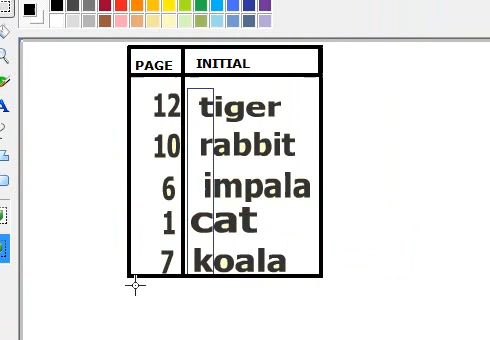 PAGE INITIAL
12 tiger
10 rabbit
6 impala
1 cat
7 koala